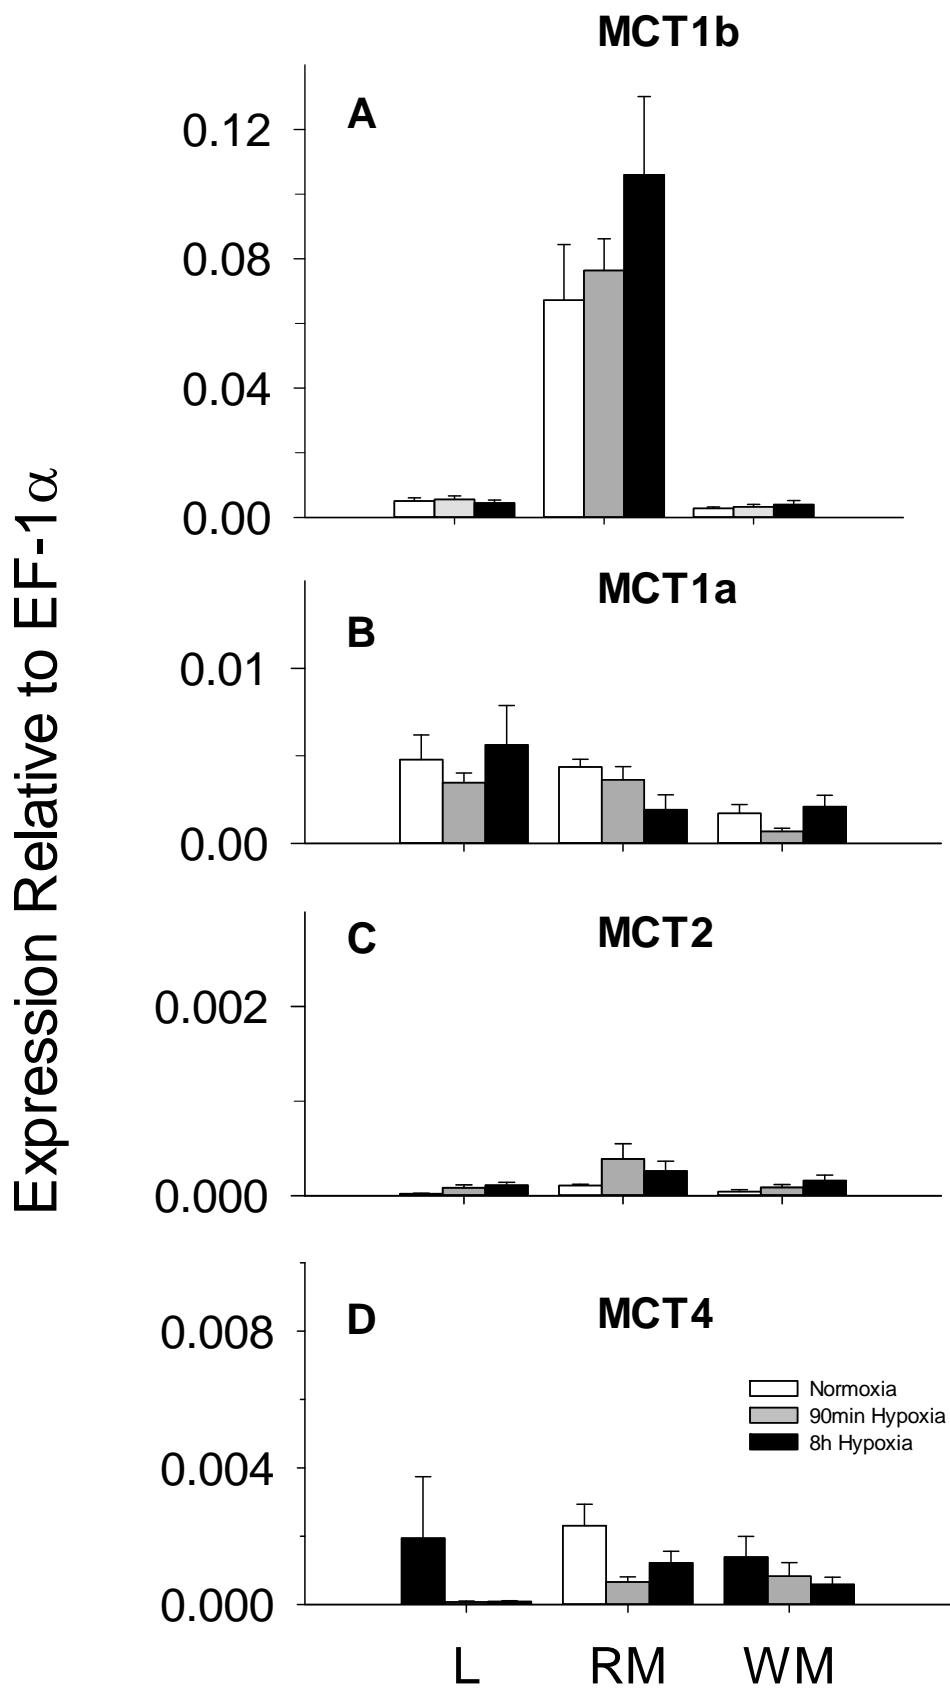 MCT1b
A
0.12
0.08
0.04
0.00
MCT1a
B
0.01
0.00
Expression Relative to EF-1α
MCT2
C
0.002
0.000
MCT4
D
0.008
Normoxia
90min Hypoxia
8h Hypoxia
0.004
0.000
L RM WM